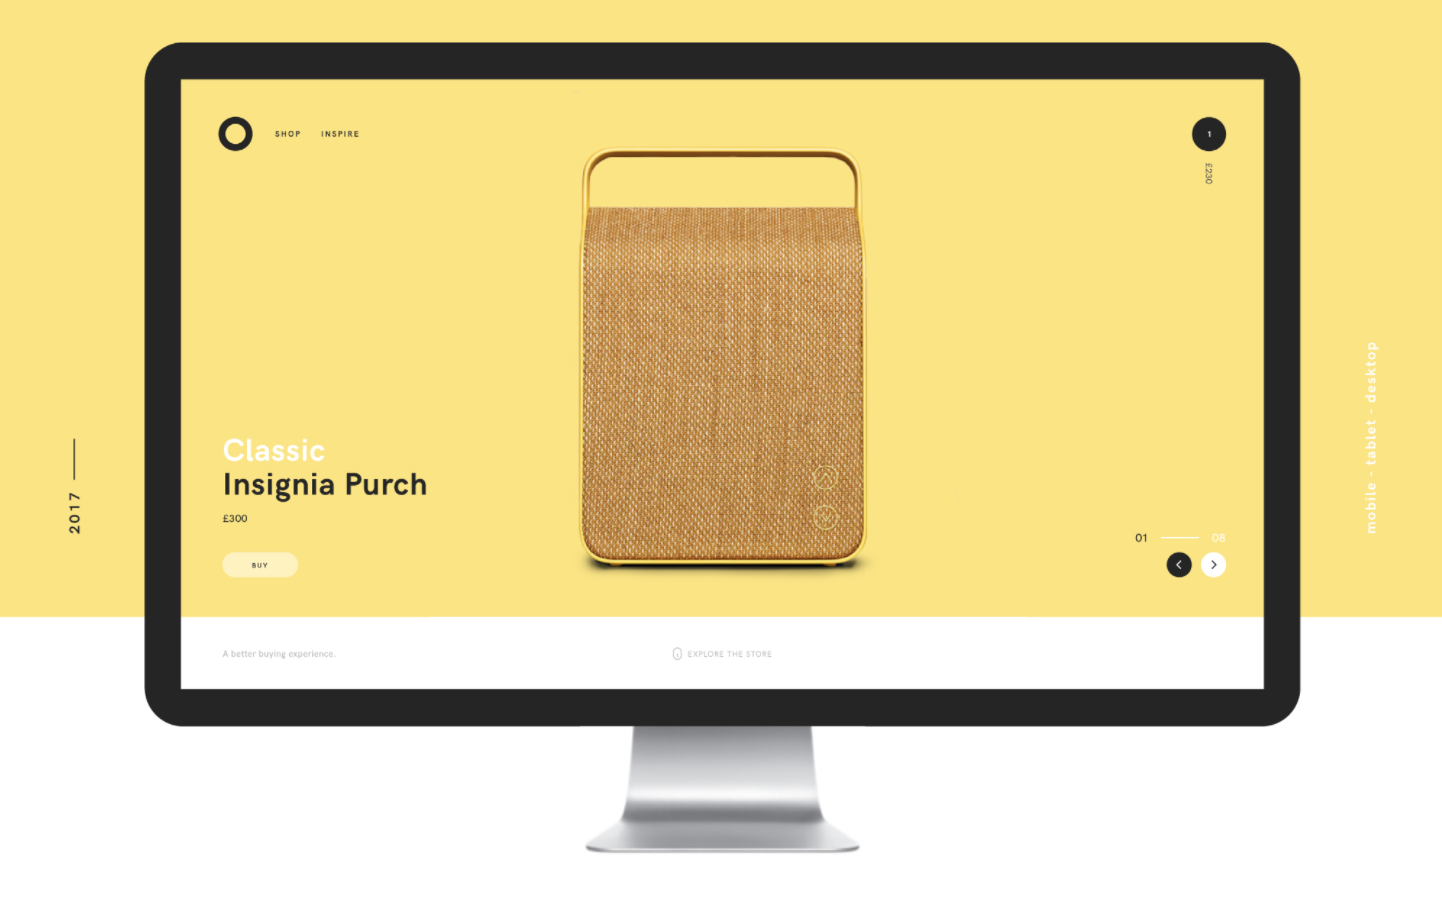 SHOP INSPIRE
1
£230
Classic
Insignia Purch
£300
BUY
01 08
A better buying experience.
EXPLORE THE STORE
2017
mobile - tablet - desktop